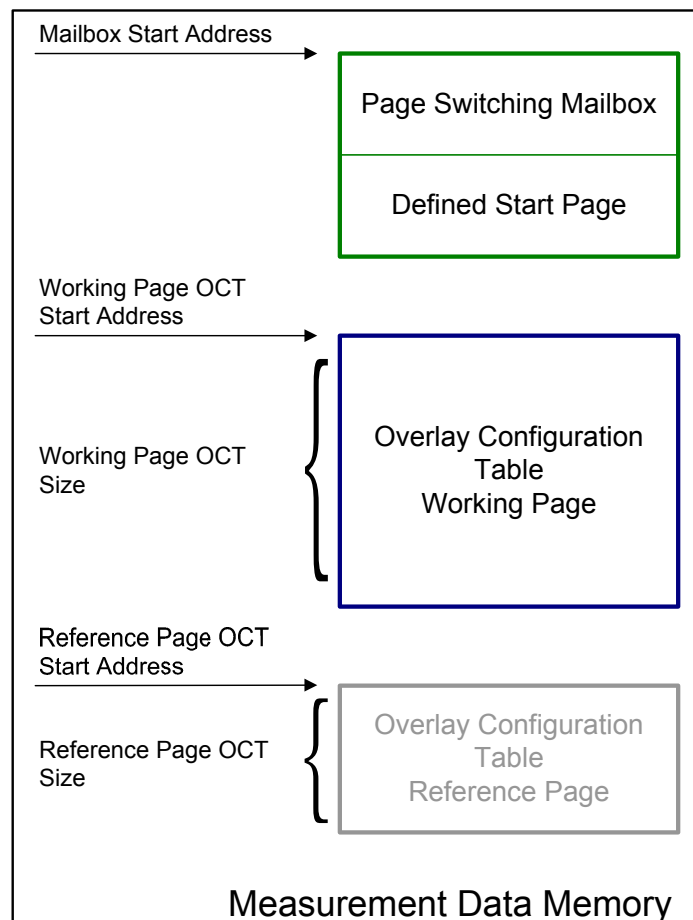 Mailbox Start Address
Page Switching Mailbox
Defined Start Page
Working Page OCT
Start Address
Working Page OCT
Size
Overlay Configuration
Table
Working Page
Reference Page OCT
Start Address
Reference Page OCT
Size
Overlay Configuration
Table
Reference Page
Measurement Data Memory